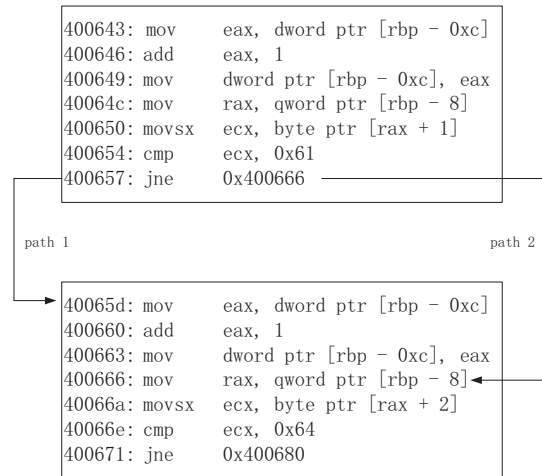 400643: mov eax, dword ptr [rbp - 0xc]
400646: add eax, 1
400649: mov dword ptr [rbp - 0xc], eax
40064c: mov rax, qword ptr [rbp - 8]
400650: movsx ecx, byte ptr [rax + 1]
400654: cmp ecx, 0x61
400657: jne 0x400666
path 1
path 2
40065d: mov eax, dword ptr [rbp - 0xc]
400660: add eax, 1
400663: mov dword ptr [rbp - 0xc], eax
400666: mov rax, qword ptr [rbp - 8]
40066a: movsx ecx, byte ptr [rax + 2]
40066e: cmp ecx, 0x64
400671: jne 0x400680